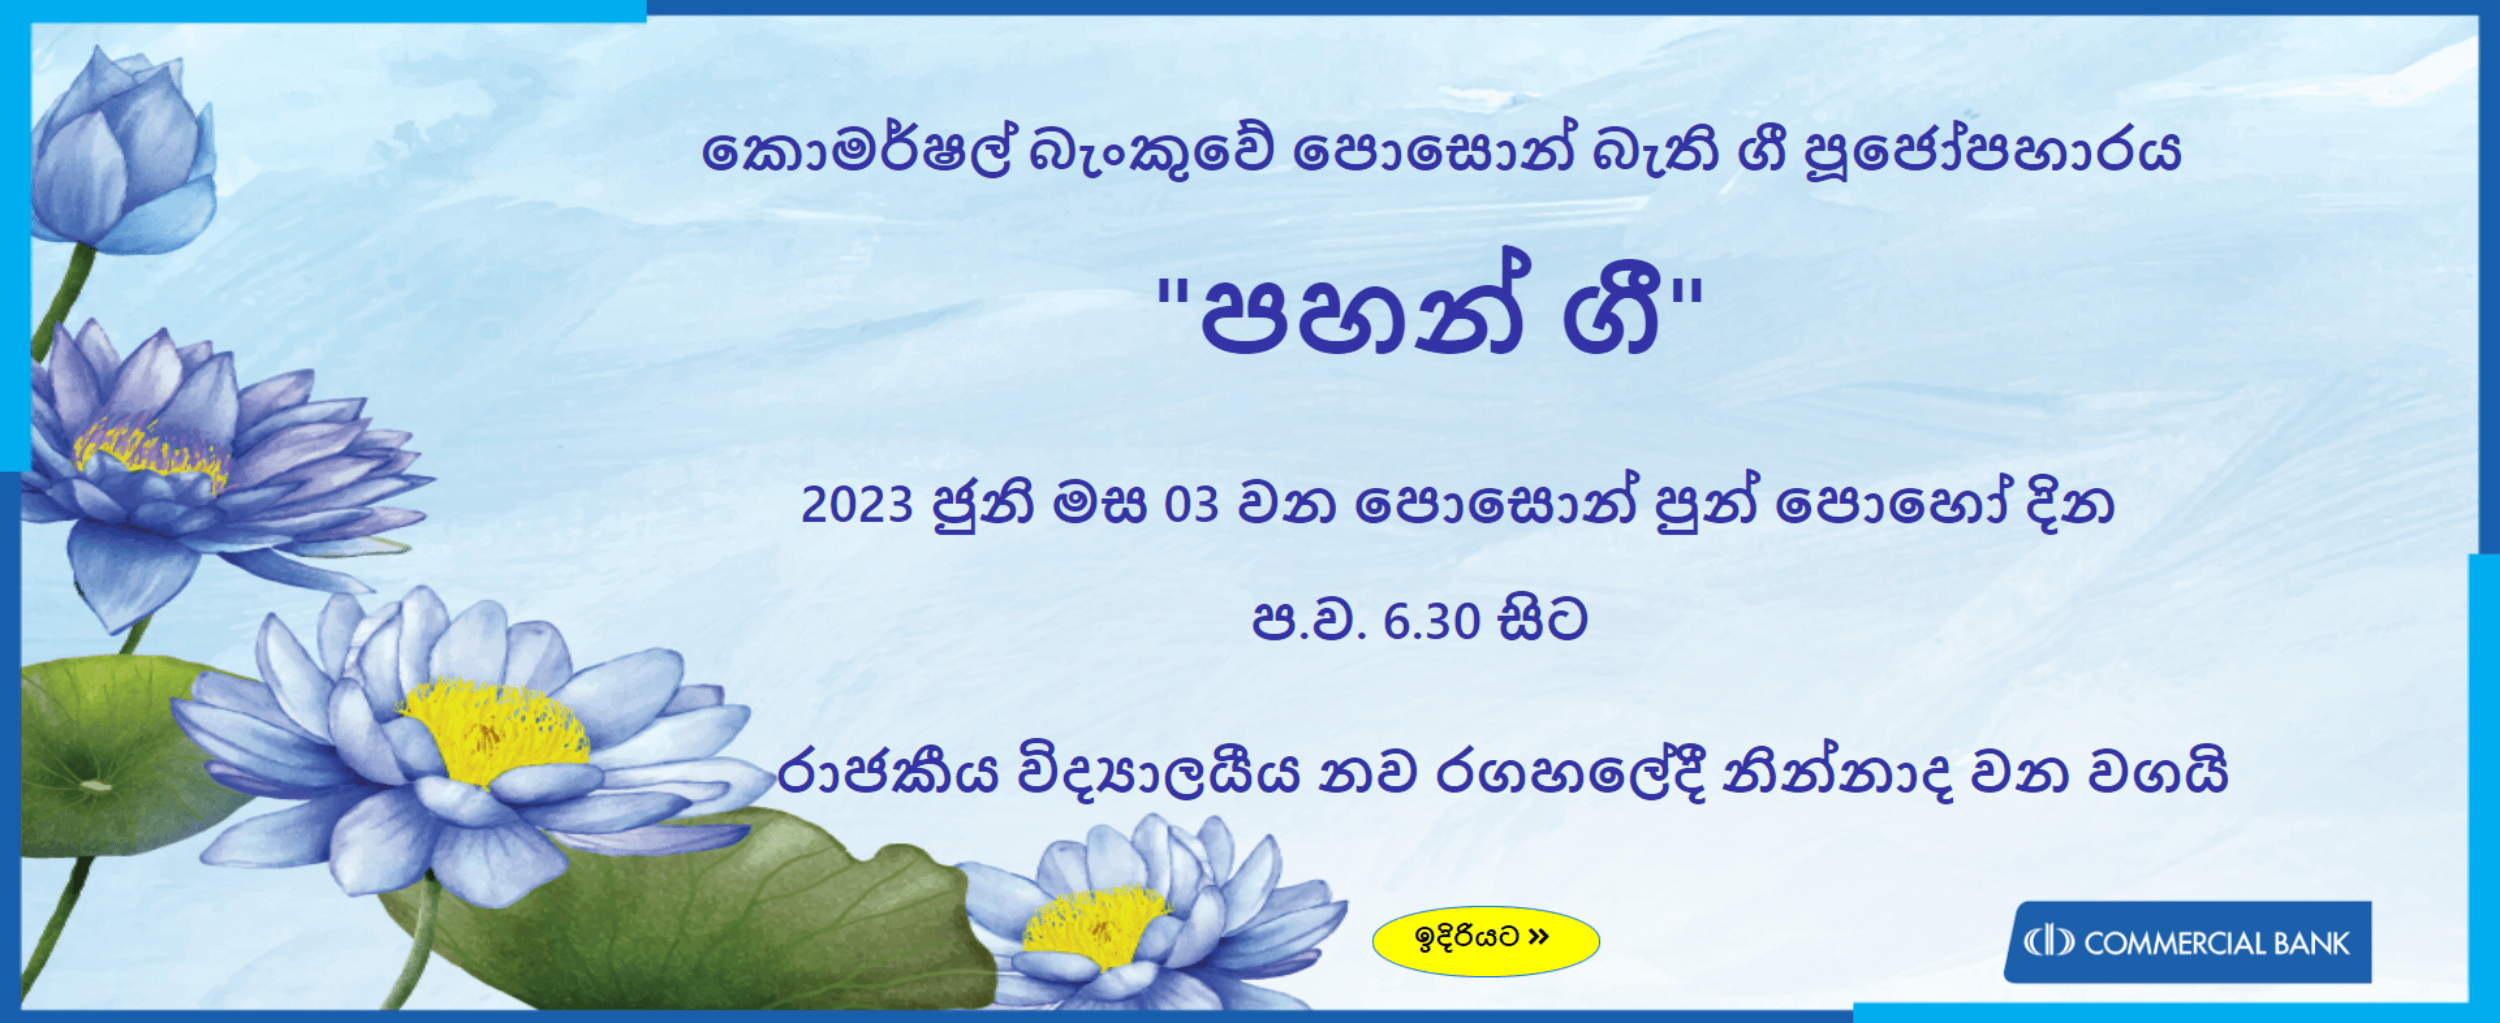 කොමර්ෂල් බැංකුවේ පොසොන් බැති ගී පූජෝපහාරය
"පහන් ගී"
2023 ජුනි මස 03 වන පොසොන් පුන් පොහෝ දින
ප.ව. 6.30 සිට
රාජකීය විද්‍යාලයීය නව රගහලේදී නින්නාද වන වගයි
ඉදිරියට »
COMMERCIAL BANK